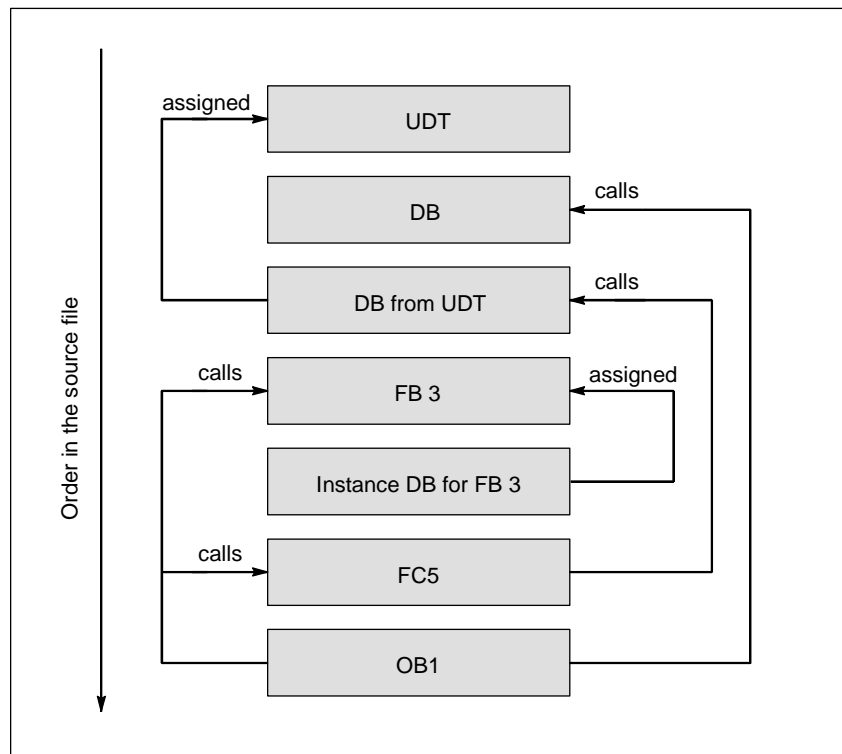 assigned
UDT
calls
DB
calls
DB from UDT
calls
assigned
FB 3
Instance DB for FB 3
calls
FC5
OB1
Order in the source file